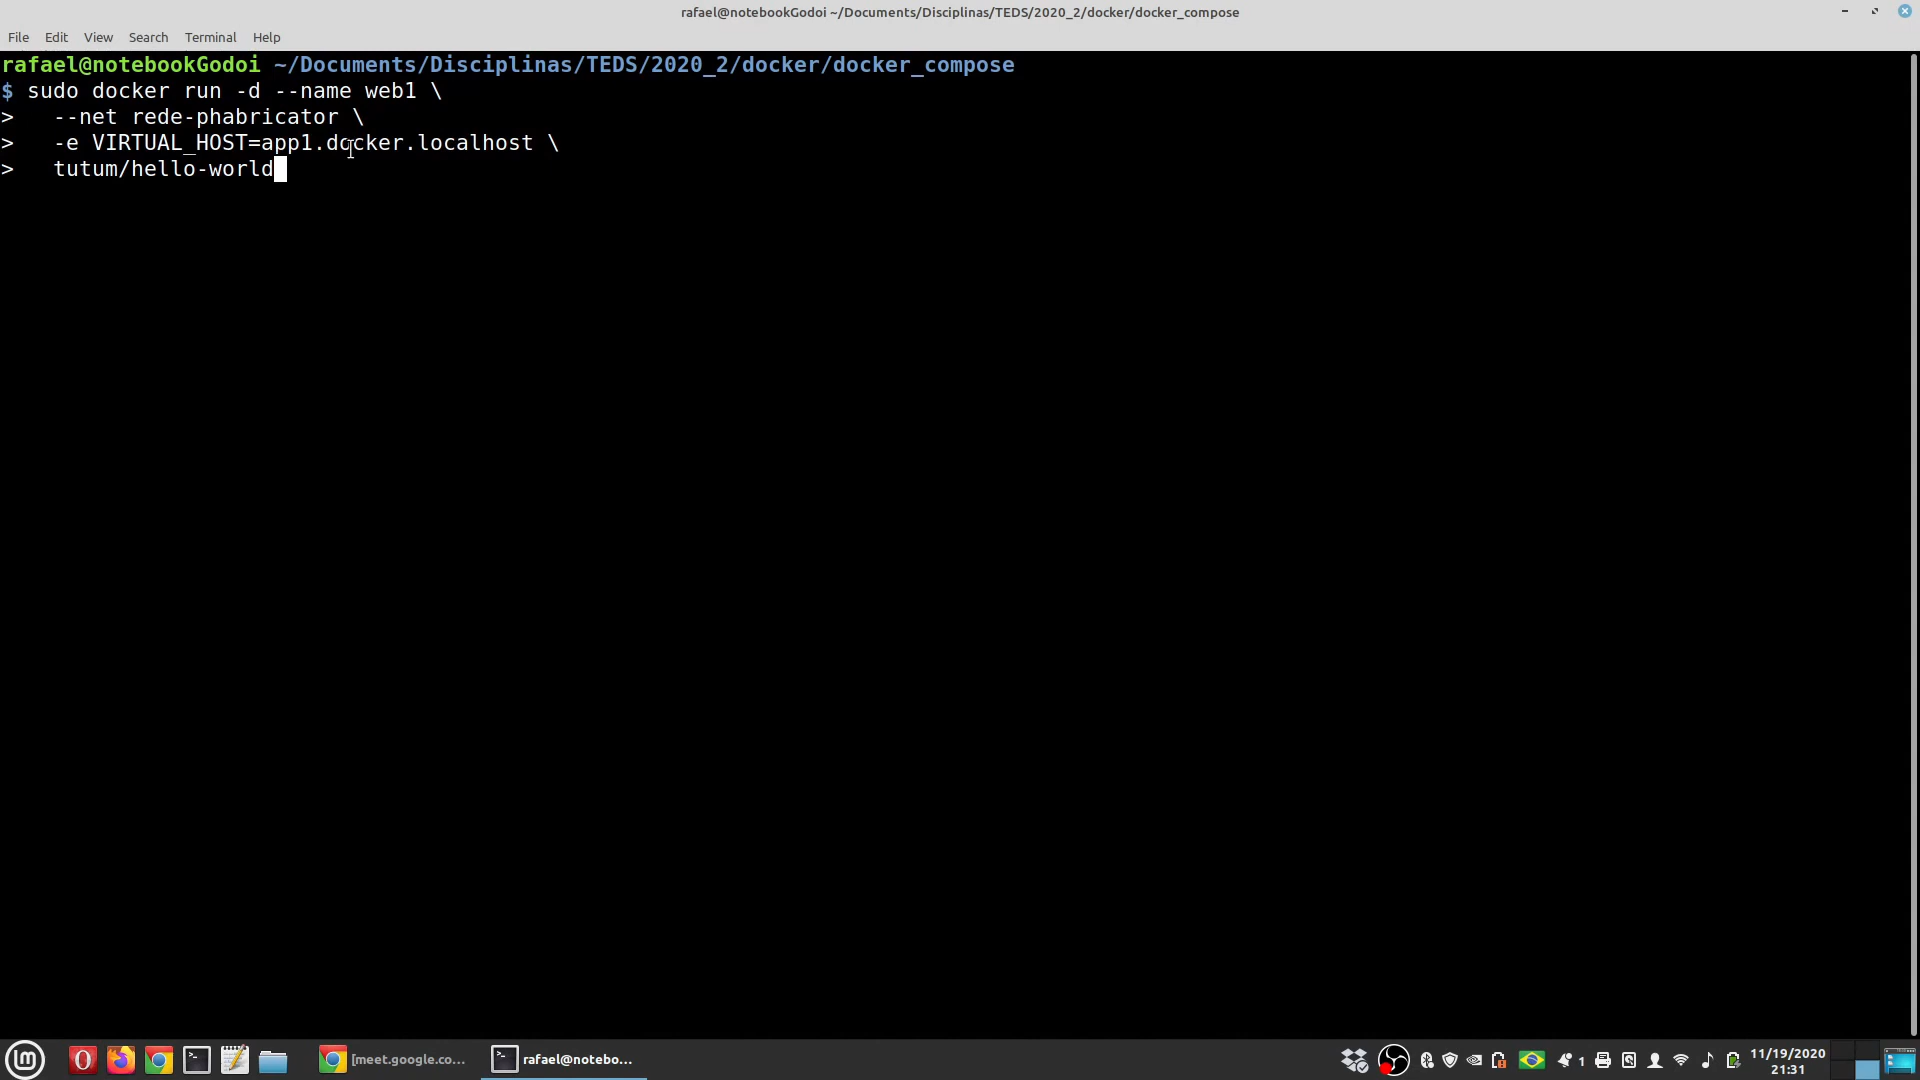 rafael@notebookGodoi ~/Documents/Disciplinas/TEDS/2020_2/docker/docker_compose
File Edit View Search Terminal Help
rafael@notebookGodoi ~/Documents/Disciplinas/TEDS/2020_2/docker/docker_compose
$ sudo docker run -d --name web1 \
>   --net rede-phabricator \
>   -e VIRTUAL_HOST=app1.docker.localhost \
>   tutum/hello-world
[meet.google.co... rafael@notebo... 1 11/19/2020
21:31